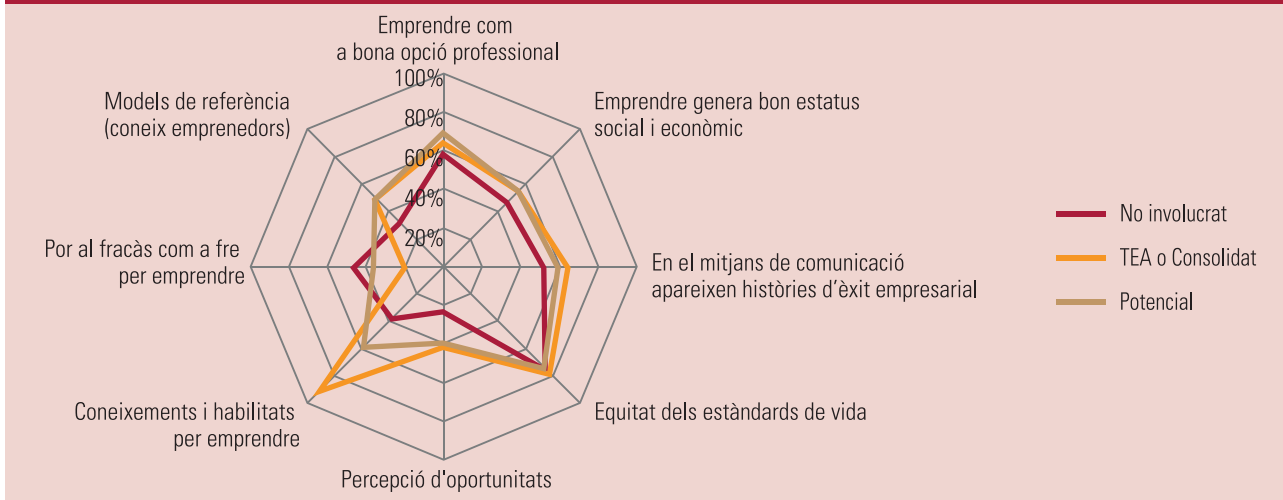 Emprendre com
a bona opció professional
100%
80%
60%
40%
20%
Models de referència
(coneix emprenedors)
Emprendre genera bon estatus
social i econòmic
Por al fracàs com a fre
per emprendre
En el mitjans de comunicació
apareixen històries d'èxit empresarial
Coneixements i habilitats
per emprendre
Equitat dels estàndards de vida
Percepció d'oportunitats
No involucrat
TEA o Consolidat
Potencial